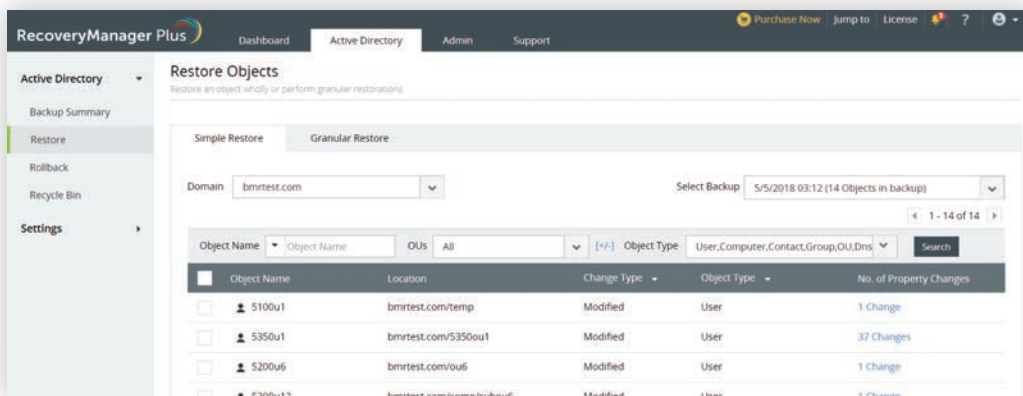 Purchase Now Jump to License 3 ?
RecoveryManager Plus Dashboard Active Directory Admin Support
Active Directory
Backup Summary
Restore
Rollback
Recycle Bin
Settings
Restore Objects
Restore an object wholly or perform granular restorations
Simple Restore Granular Restore
Domain bmrtest.com Select Backup 5/5/2018 03:12 (14 Objects in backup)
1 - 14 of 14
Object Name Object Name OUs All [+/-] Object Type User,Computer,Contact,Group,OU,Dns Search
Object Name Location Change Type Object Type No. of Property Changes
5100u1 bmrtest.com/temp Modified User 1 Change
5350u1 bmrtest.com/5350ou1 Modified User 37 Changes
5200u6 bmrtest.com/ou6 Modified User 1 Change
Modified User 1 Change